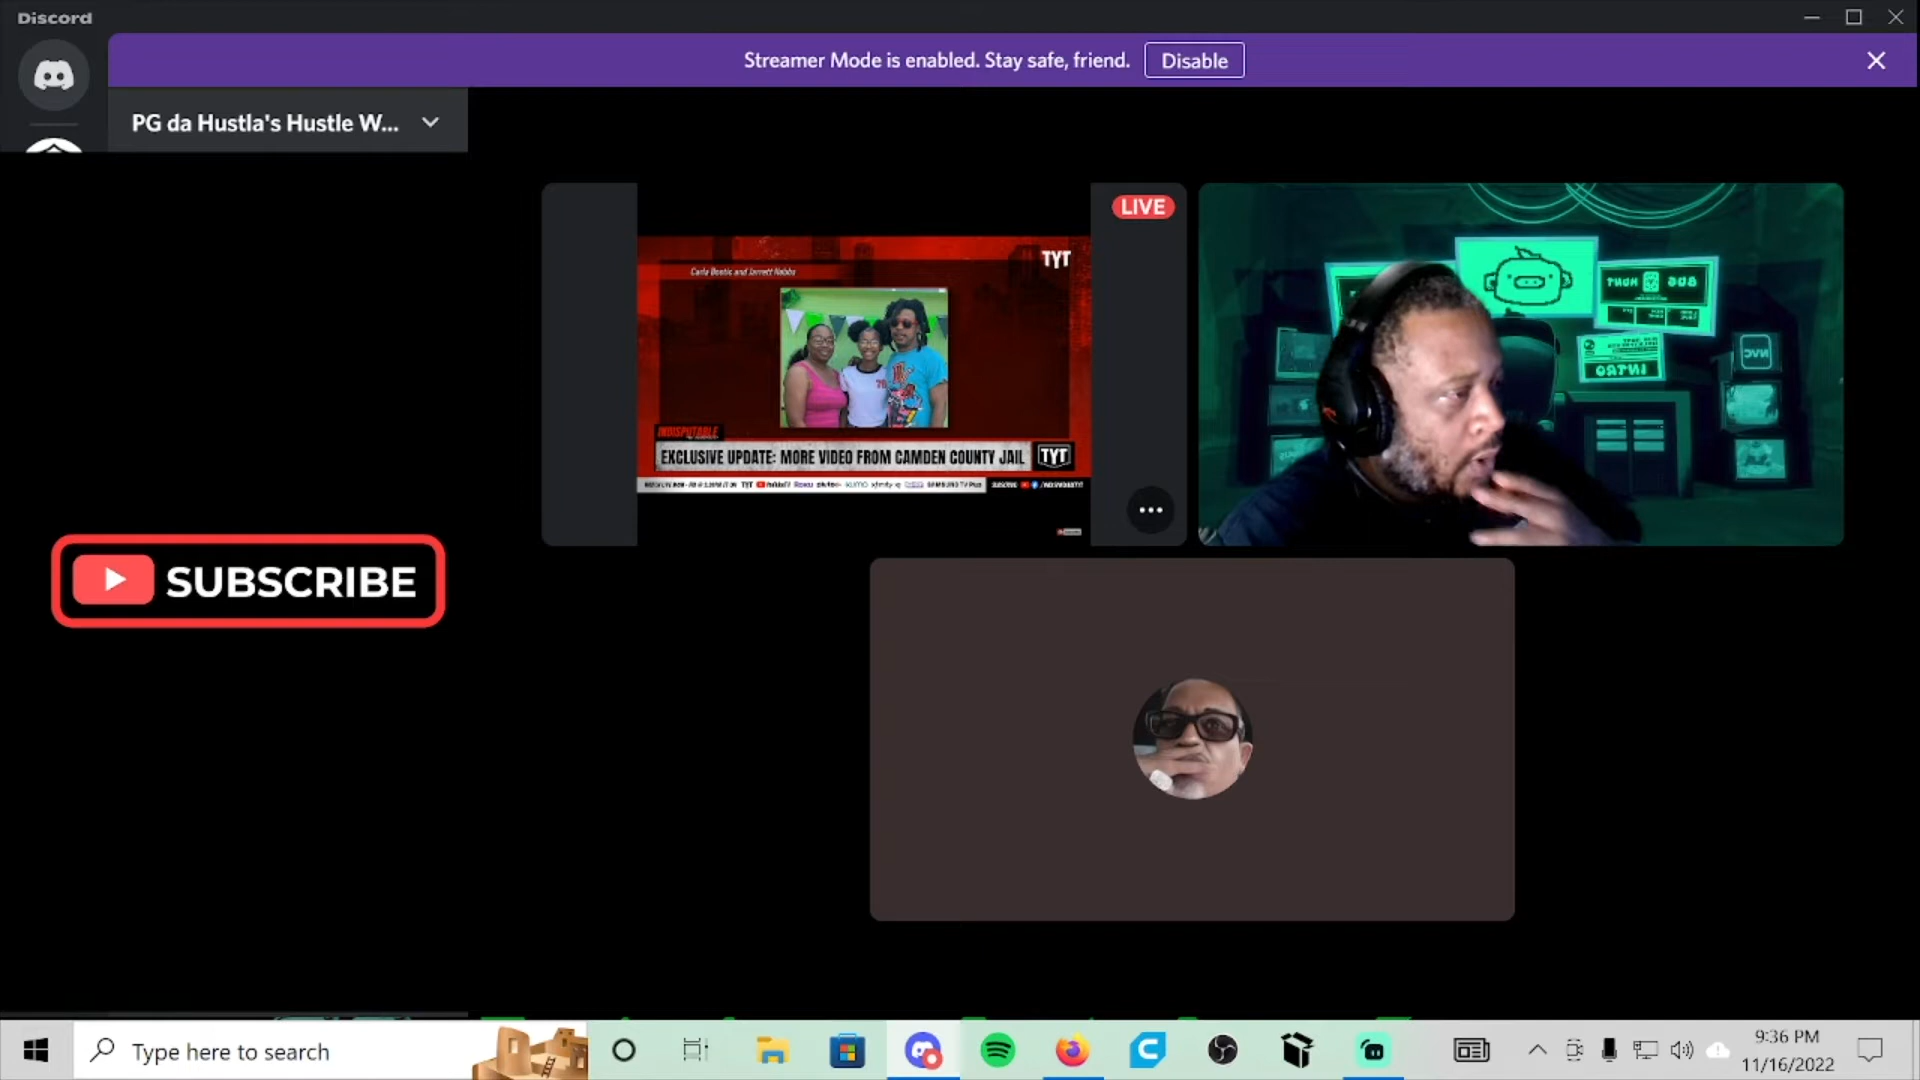 Discord
Streamer Mode is enabled. Stay safe, friend.
Disable
PG da Hustla's Hustle W...
LIVE
TYT
INDISPUTABLE
EXCLUSIVE UPDATE: MORE VIDEO FROM CAMDEN COUNTY JAIL
TYT
SUBSCRIBE
Type here to search
9:36 PM
11/16/2022